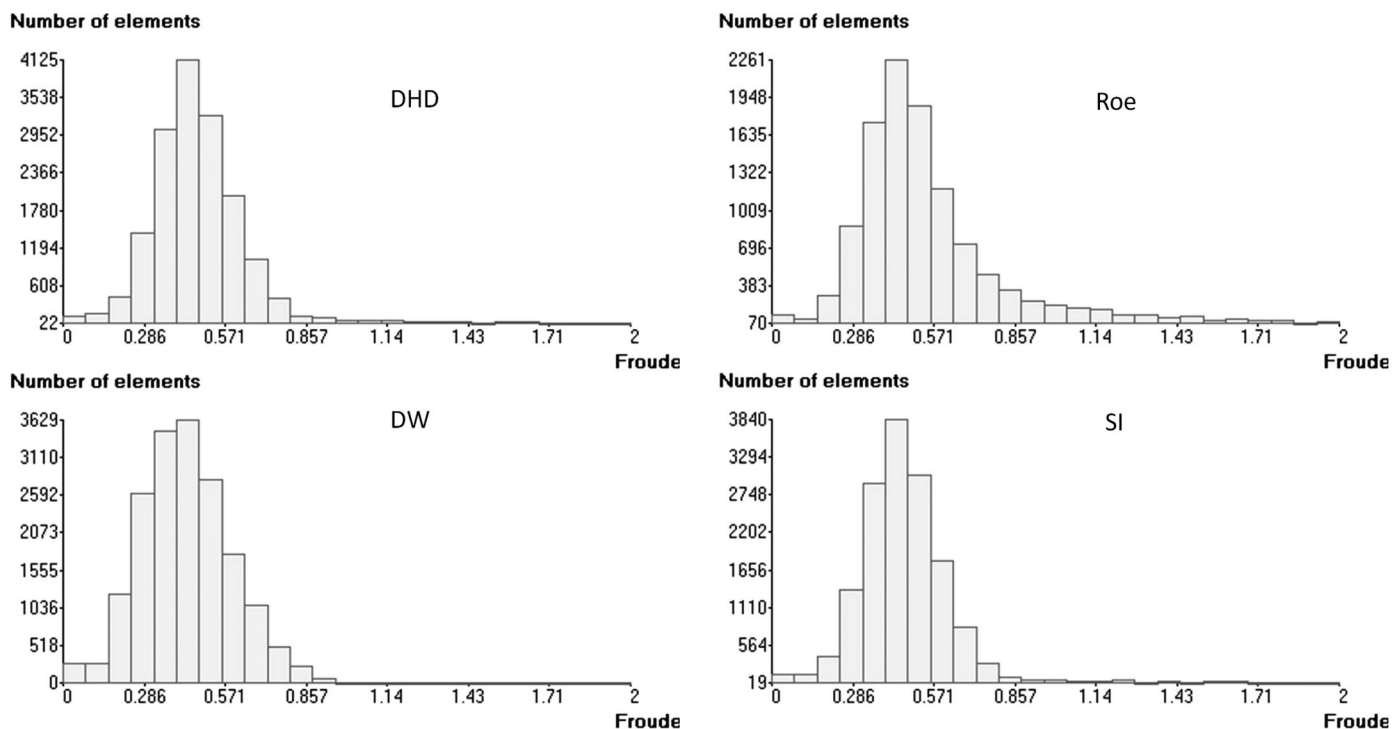 Number of elements
4125
3538
2952
2366
1780
1194
608
22
DHD
0 0.286 0.571 0.857 1.14 1.43 1.71 2
Froude
Number of elements
2261
1948
1635
1322
1009
696
383
70
Roe
0 0.286 0.571 0.857 1.14 1.43 1.71 2
Froude
Number of elements
3629
3110
2592
2073
1555
1036
518
0
DW
0 0.286 0.571 0.857 1.14 1.43 1.71 2
Froude
Number of elements
3840
3294
2748
2202
1656
1110
564
19
SI
0 0.286 0.571 0.857 1.14 1.43 1.71 2
Froude